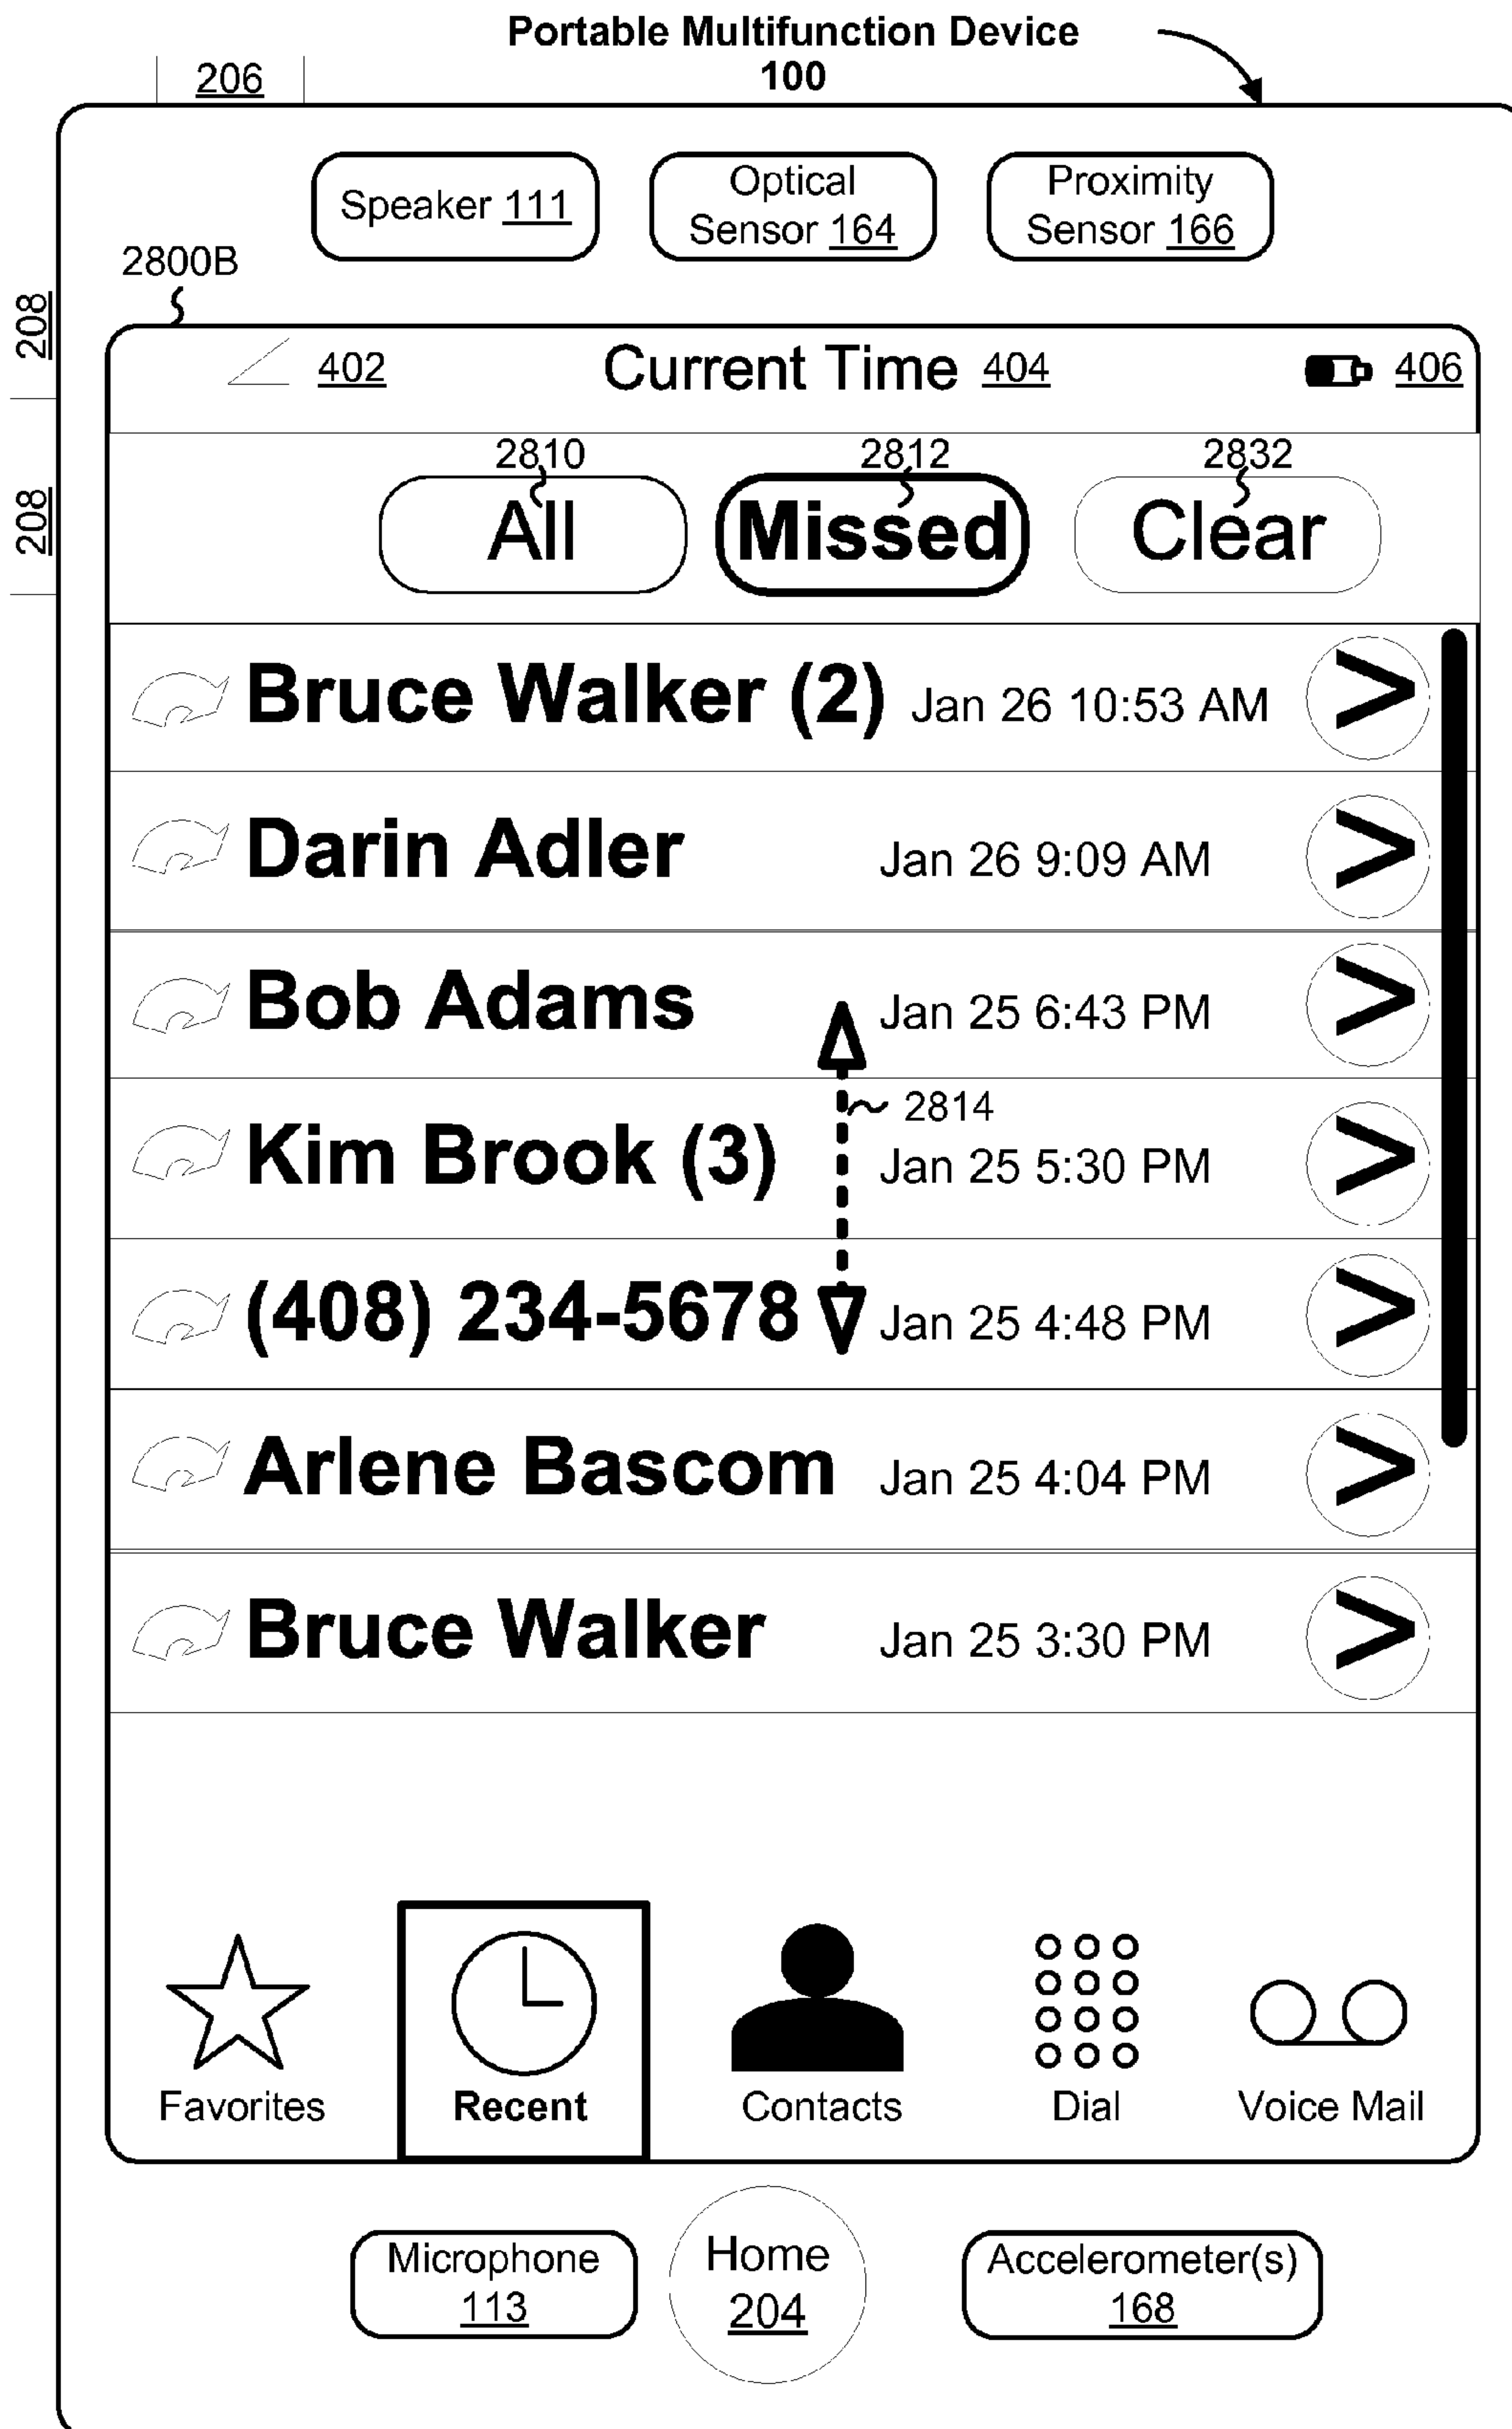 Portable Multifunction Device
100
206
Speaker 111
Optical
Sensor 164
Proximity
Sensor 166
2800B
208
402
Current Time 404
406
2810
2812
2832
208
All
Missed
Clear
Bruce Walker (2) Jan 26 10:53 AM >
Darin Adler Jan 26 9:09 AM >
Bob Adams Jan 25 6:43 PM >
2814
Kim Brook (3) Jan 25 5:30 PM >
(408) 234-5678 Jan 25 4:48 PM >
Arlene Bascom Jan 25 4:04 PM >
Bruce Walker Jan 25 3:30 PM >
Favorites
Recent
Contacts
Dial
Voice Mail
Microphone
113
Home
204
Accelerometer(s)
168